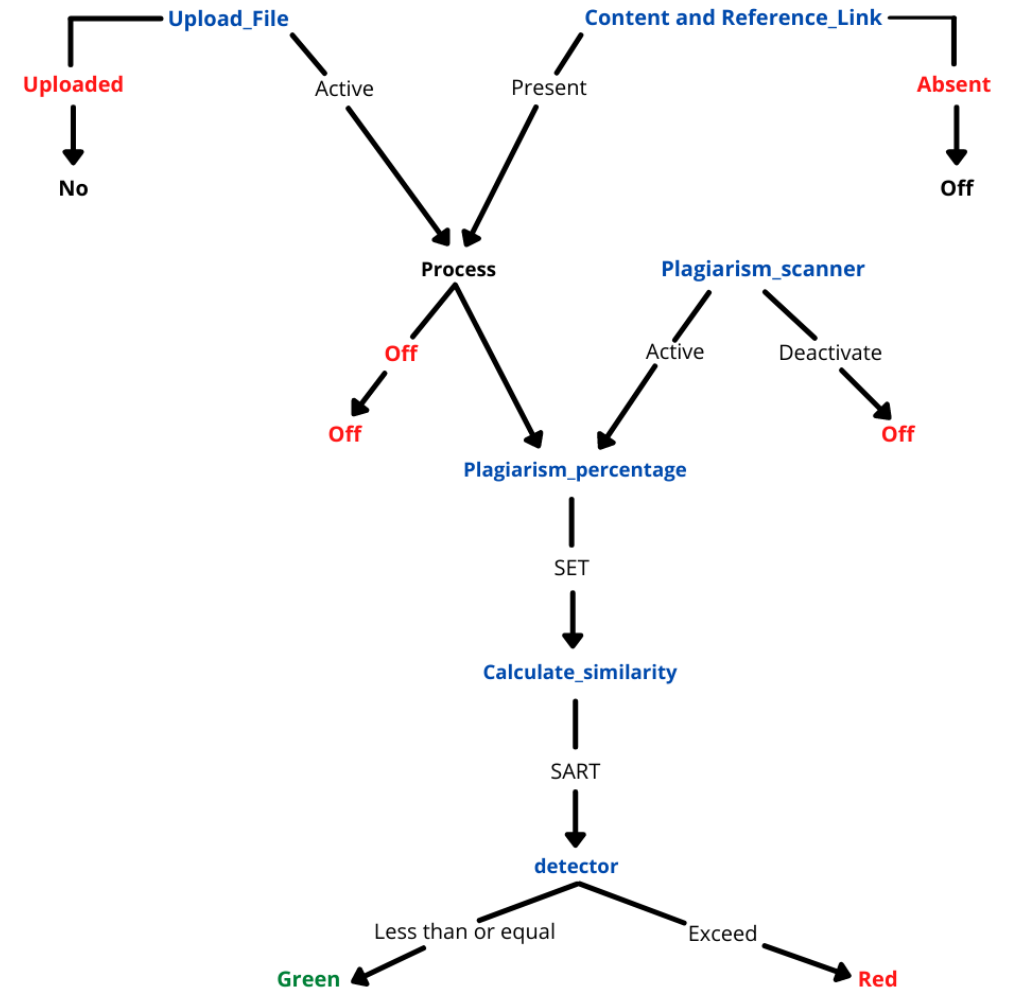 Upload_File
Content and Reference_Link
Uploaded
Active
Present
Absent
No
Off
Process
Plagiarism_scanner
Off
Active
Deactivate
Off
Off
Plagiarism_percentage
SET
Calculate_similarity
SART
detector
Less than or equal
Exceed
Green
Red